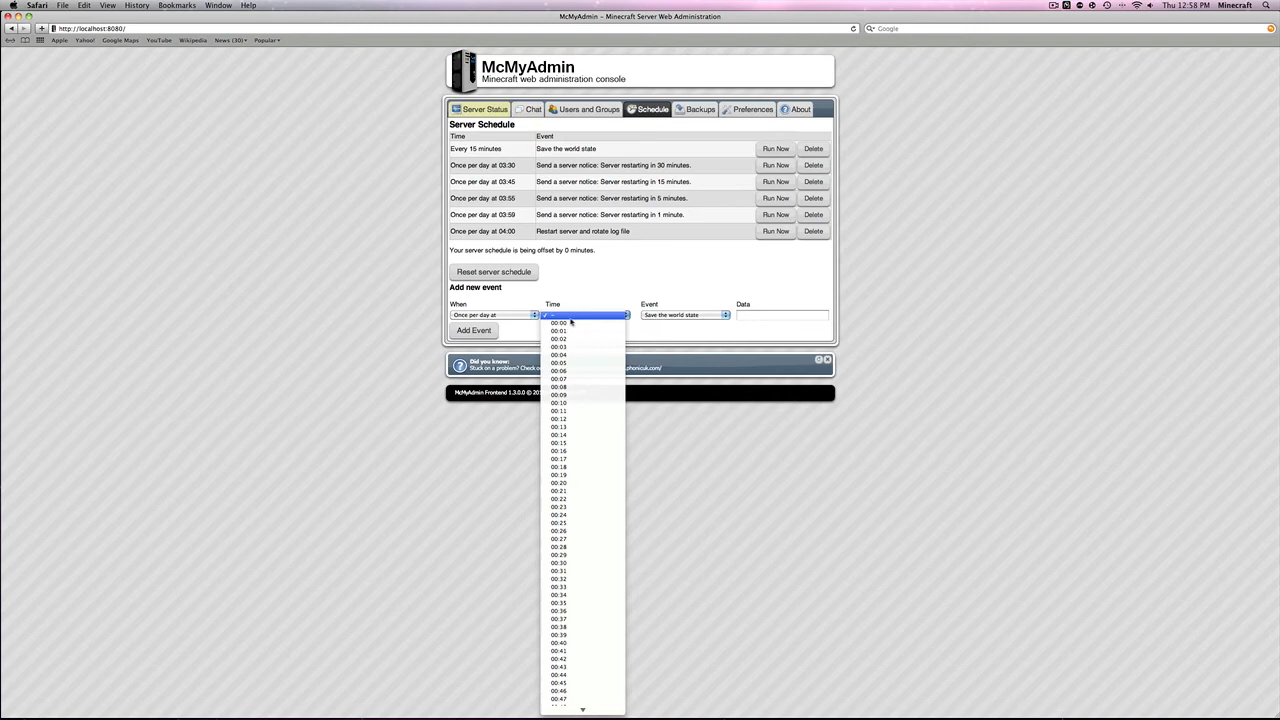 Safari File Edit View History Bookmarks Window Help Thu 12:58 PM Minecraft
McMyAdmin – Minecraft Server Web Administration
http://localhost:8080/ Google
Apple Yahoo! Google Maps YouTube Wikipedia News (30) Popular
McMyAdmin
Minecraft web administration console
Server Status Chat Users and Groups Schedule Backups Preferences About
Server Schedule
Time Event
Every 15 minutes Save the world state Run Now Delete
Once per day at 03:30 Send a server notice: Server restarting in 30 minutes. Run Now Delete
Once per day at 03:45 Send a server notice: Server restarting in 15 minutes. Run Now Delete
Once per day at 03:55 Send a server notice: Server restarting in 5 minutes. Run Now Delete
Once per day at 03:59 Send a server notice: Server restarting in 1 minute. Run Now Delete
Once per day at 04:00 Restart server and rotate log file Run Now Delete
Your server schedule is being offset by 0 minutes.
Reset server schedule
Add new event
When Time Event Data
Once per day at – Save the world state
Add Event
00:00
00:01
00:02
00:03
00:04
00:05
00:06
00:07
00:08
00:09
00:10
00:11
00:12
00:13
00:14
00:15
00:16
00:17
00:18
00:19
00:20
00:21
00:22
00:23
00:24
00:25
00:26
00:27
00:28
00:29
00:30
00:31
00:32
00:33
00:34
00:35
00:36
00:37
00:38
00:39
00:40
00:41
00:42
00:43
00:44
00:45
00:46
00:47
Did you know:
Stuck on a problem? Check .phonicuk.com/
McMyAdmin Frontend 1.3.0.0 ©